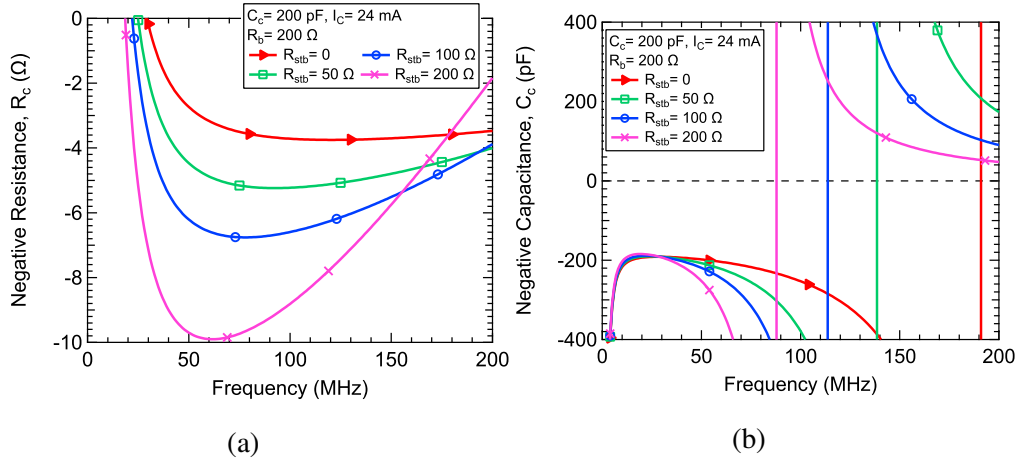 Negative Resistance, R_c (Ω)
0
-2
-4
-6
-8
-10
C_c= 200 pF, I_C= 24 mA
R_b= 200 Ω
R_stb= 0
R_stb= 100 Ω
R_stb= 50 Ω
R_stb= 200 Ω
0
50
100
150
200
Frequency (MHz)
(a)
Negative Capacitance, C_c (pF)
400
200
0
-200
-400
C_c= 200 pF, I_C= 24 mA
R_b= 200 Ω
R_stb= 0
R_stb= 50 Ω
R_stb= 100 Ω
R_stb= 200 Ω
0
50
100
150
200
Frequency (MHz)
(b)